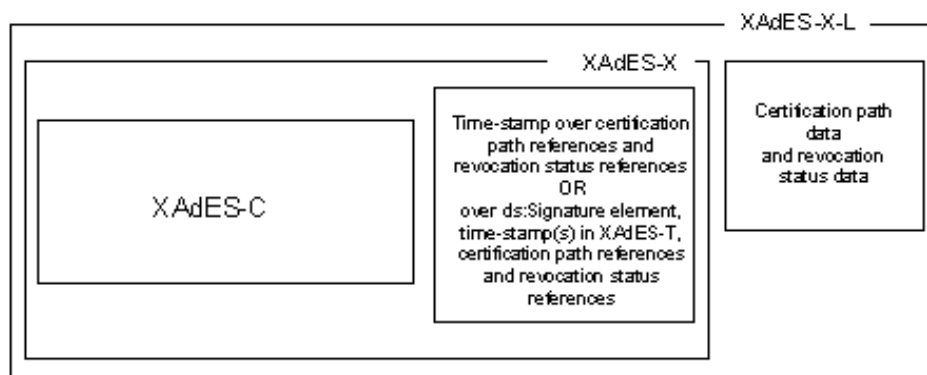 XAdES-X-L
XAdES-X
XAdES-C
Time-stamp over certification
path references and
revocation status references
OR
over ds:Signature element,
time-stamp(s) in XAdES-T,
certification path references
and revocation status
references
Certification path
data
and revocation
status data